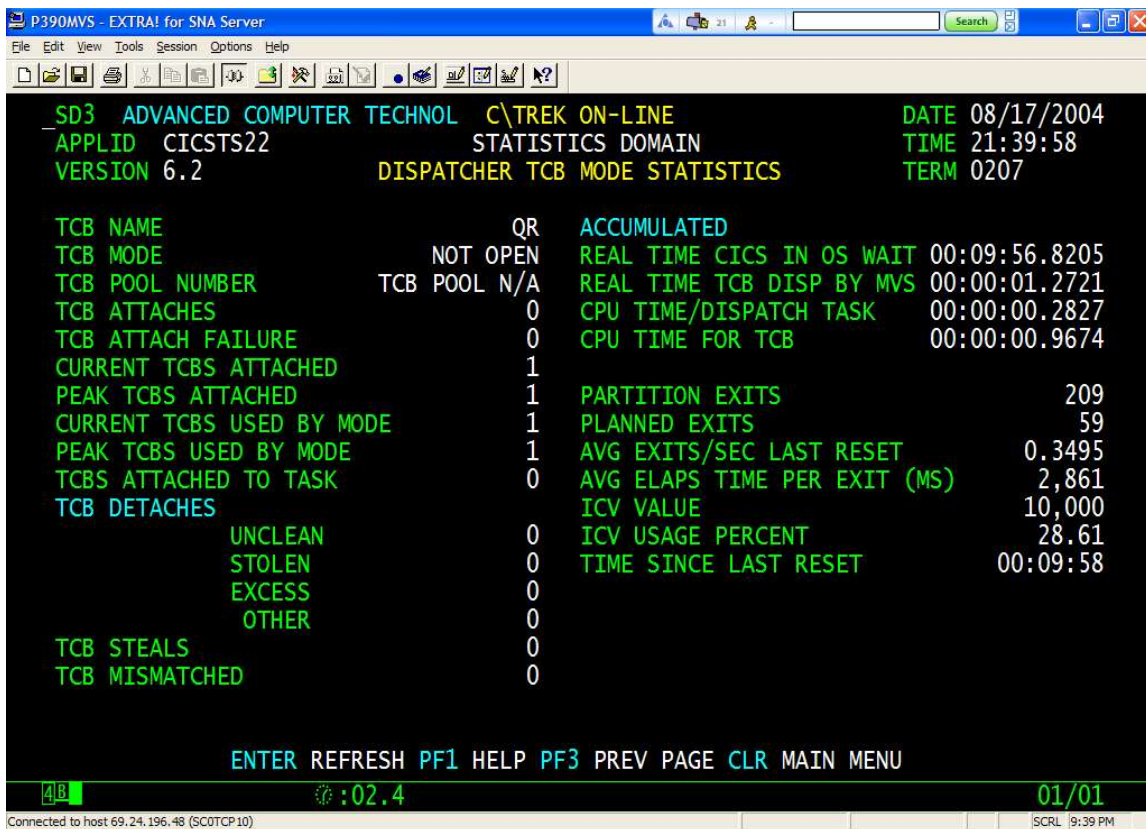 P390MVS - EXTRA! for SNA Server
21
Search
File Edit View Tools Session Options Help
SD3 ADVANCED COMPUTER TECHNOL C\TREK ON-LINE DATE 08/17/2004
APPLID CICSTS22 STATISTICS DOMAIN TIME 21:39:58
VERSION 6.2 DISPATCHER TCB MODE STATISTICS TERM 0207
TCB NAME QR ACCUMULATED
TCB MODE NOT OPEN REAL TIME CICS IN OS WAIT 00:09:56.8205
TCB POOL NUMBER TCB POOL N/A REAL TIME TCB DISP BY MVS 00:00:01.2721
TCB ATTACHES 0 CPU TIME/DISPATCH TASK 00:00:00.2827
TCB ATTACH FAILURE 0 CPU TIME FOR TCB 00:00:00.9674
CURRENT TCBS ATTACHED 1
PEAK TCBS ATTACHED 1 PARTITION EXITS 209
CURRENT TCBS USED BY MODE 1 PLANNED EXITS 59
PEAK TCBS USED BY MODE 1 AVG EXITS/SEC LAST RESET 0.3495
TCBS ATTACHED TO TASK 0 AVG ELAPS TIME PER EXIT (MS) 2,861
TCB DETACHES ICV VALUE 10,000
UNCLEAN 0 ICV USAGE PERCENT 28.61
STOLEN 0 TIME SINCE LAST RESET 00:09:58
EXCESS 0
OTHER 0
TCB STEALS 0
TCB MISMATCHED 0
ENTER REFRESH PF1 HELP PF3 PREV PAGE CLR MAIN MENU
4B :02.4 01/01
Connected to host 69.24.196.48 (SC0TCP10) SCRL 9:39 PM